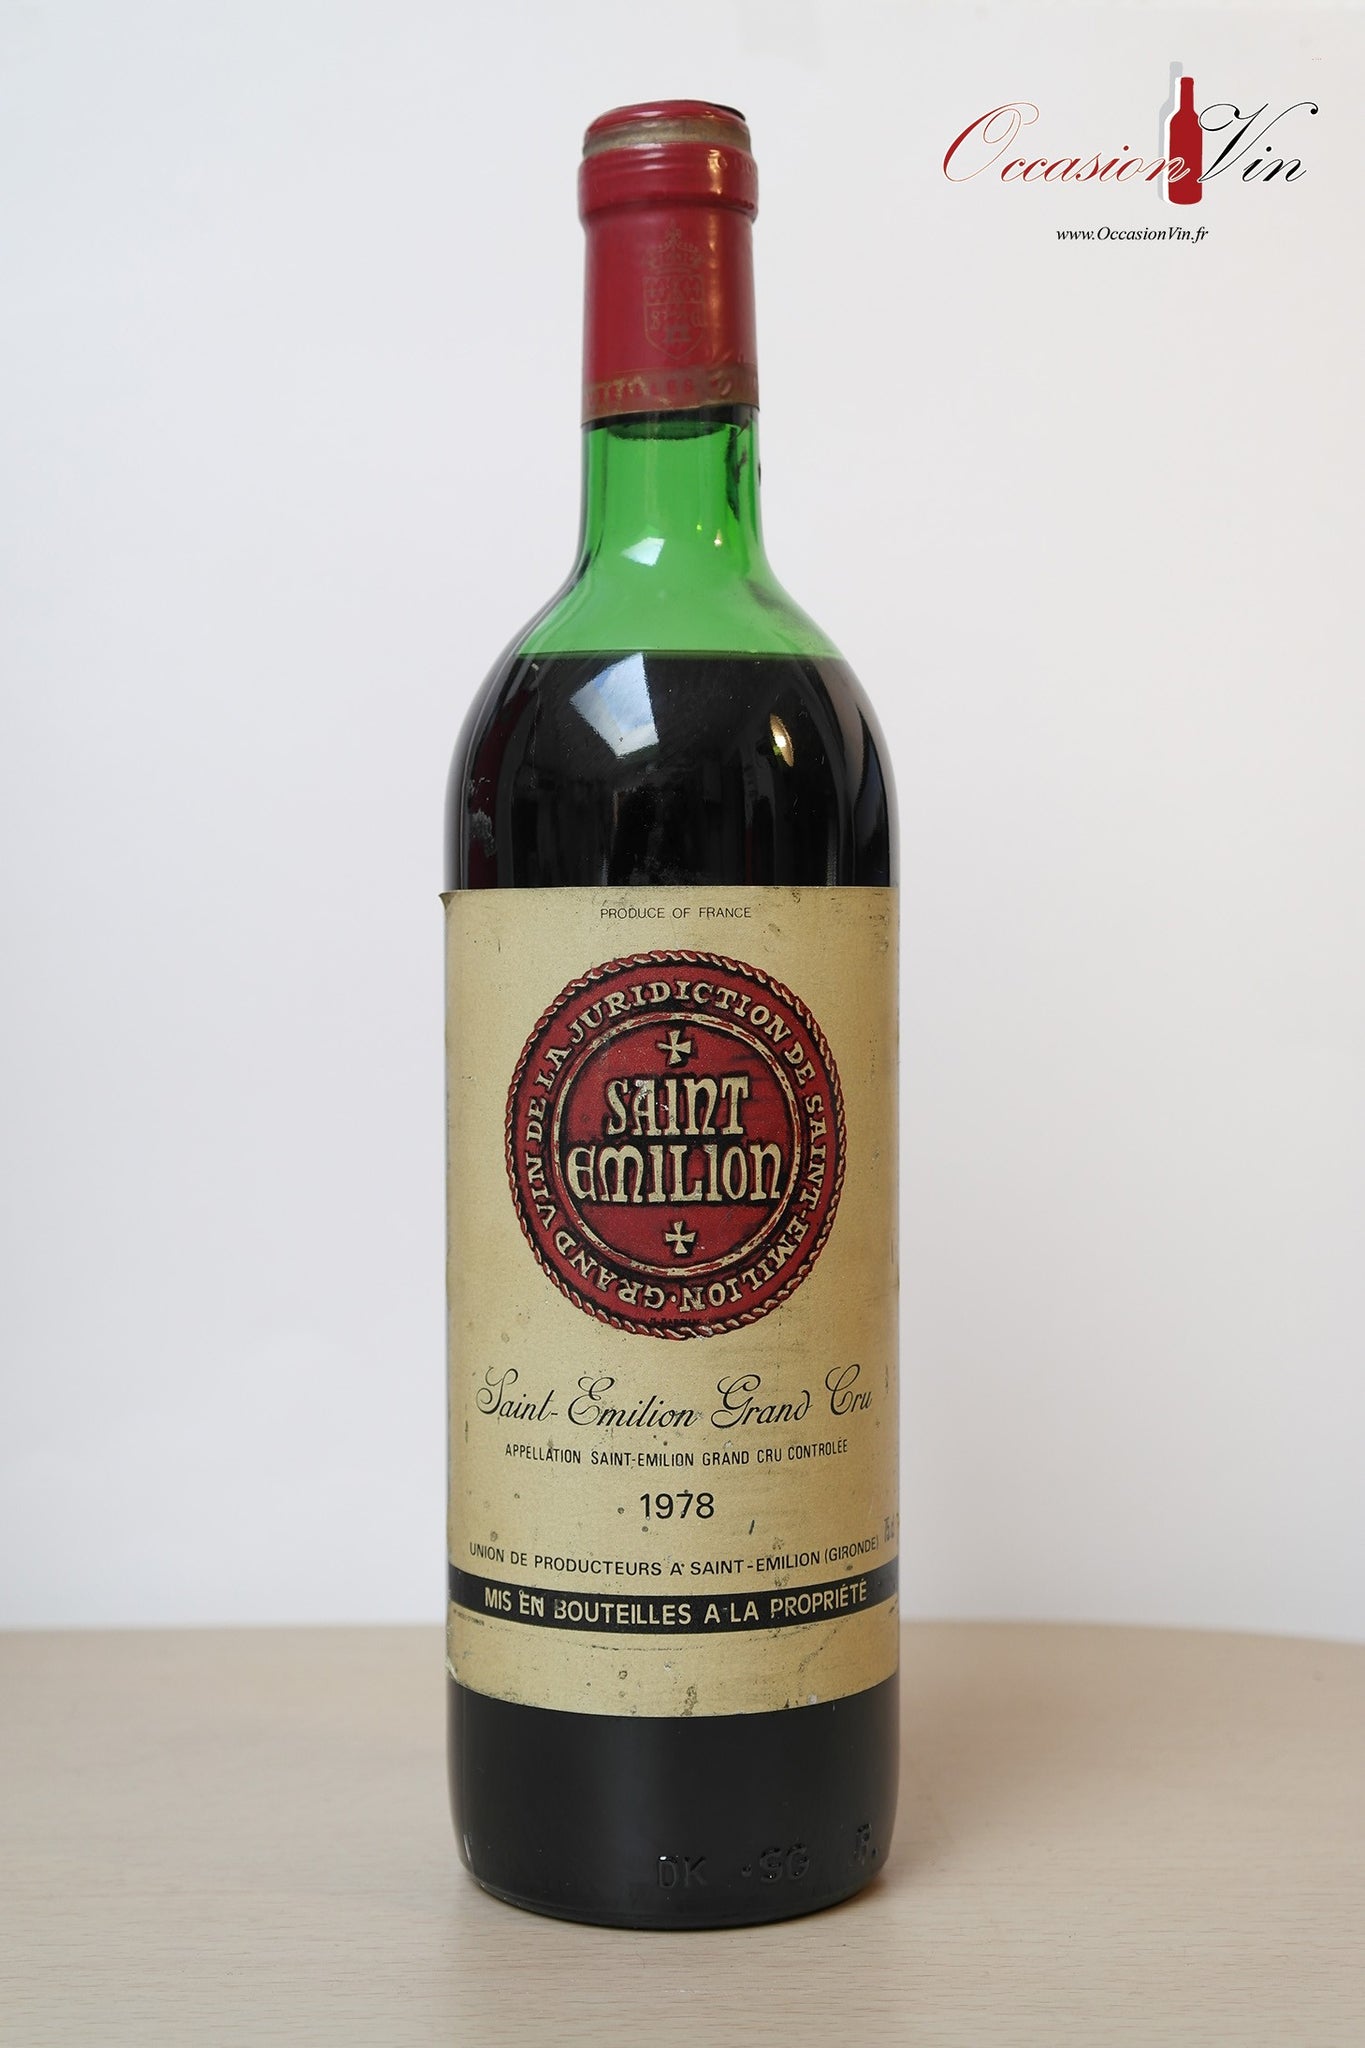 Occasion Vin
www.OccasionVin.fr
PRODUCE OF FRANCE
GRAND VIN DE LA JURIDICTION DE SAINT-EMILION
SAINT
EMILION
Saint-Emilion Grand Cru
APPELLATION SAINT-EMILION GRAND CRU CONTROLÉE
1978
75 cl
UNION DE PRODUCTEURS A SAINT-EMILION (GIRONDE)
MIS EN BOUTEILLES A LA PROPRIÉTÉ
DK SG